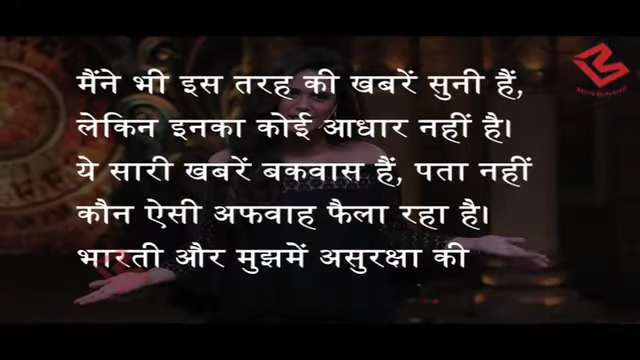 मैंने भी इस तरह की खबरें सुनी हैं,
लेकिन इनका कोई आधार नहीं है।
ये सारी खबरें बकवास हैं, पता नहीं
कौन ऐसी अफवाह फैला रहा है।
भारती और मुझमें असुरक्षा की